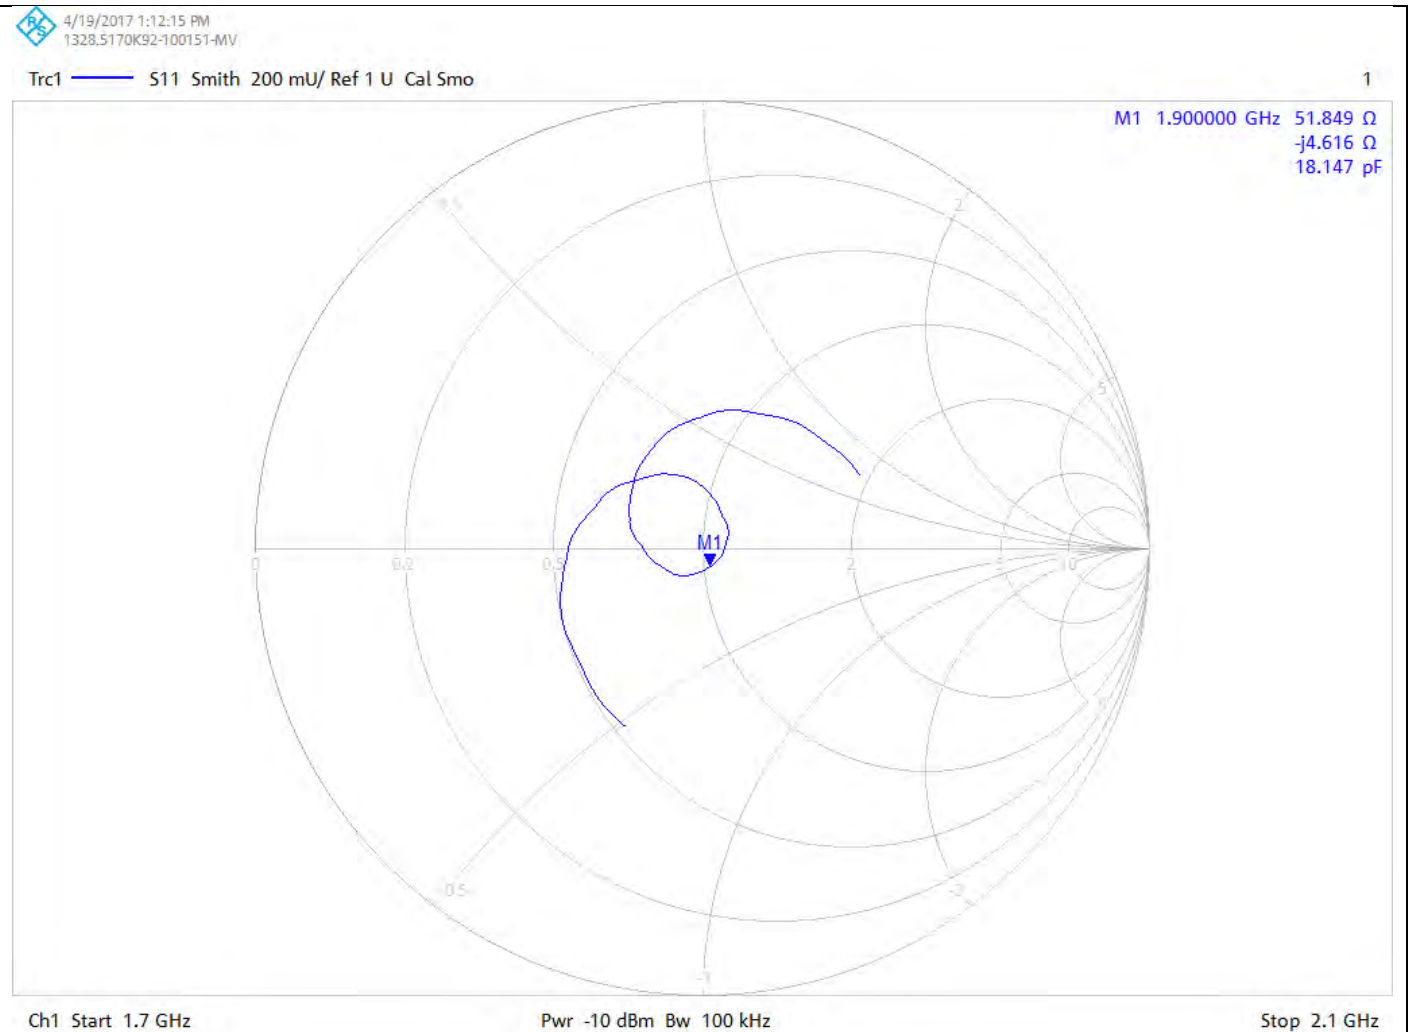 R&S
4/19/2017 1:12:15 PM
1328.5170K92-100151-MV
Trc1 S11 Smith 200 mU/ Ref 1 U Cal Smo 1
M1 1.900000 GHz 51.849 Ω
-j4.616 Ω
18.147 pF
0.5
2
5
M1
0 0.2 0.5 2 5 10
-0.5
-2
-1
Ch1 Start 1.7 GHz Pwr -10 dBm Bw 100 kHz Stop 2.1 GHz